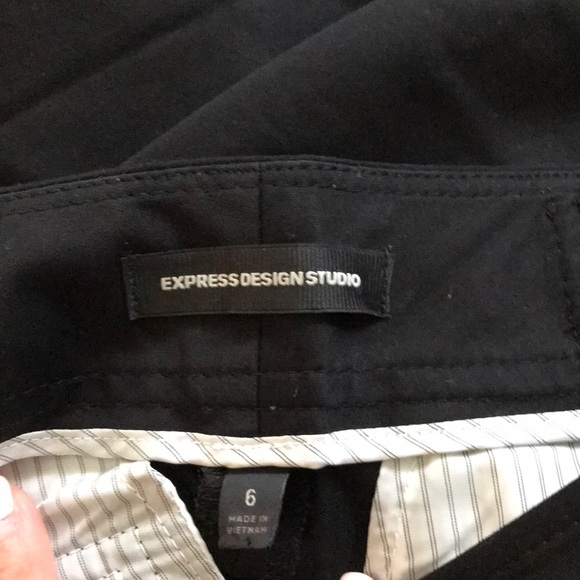 EXPRESS DESIGN STUDIO
6
MADE IN
VIETNAM